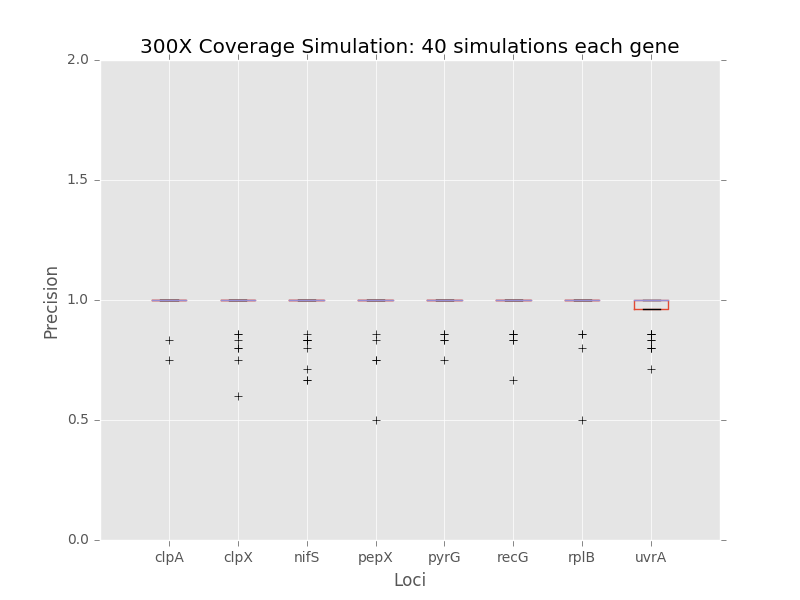 300X Coverage Simulation: 40 simulations each gene
2.0
1.5
1.0
0.5
0.0
Precision
clpA clpX nifS pepX pyrG recG rplB uvrA
Loci